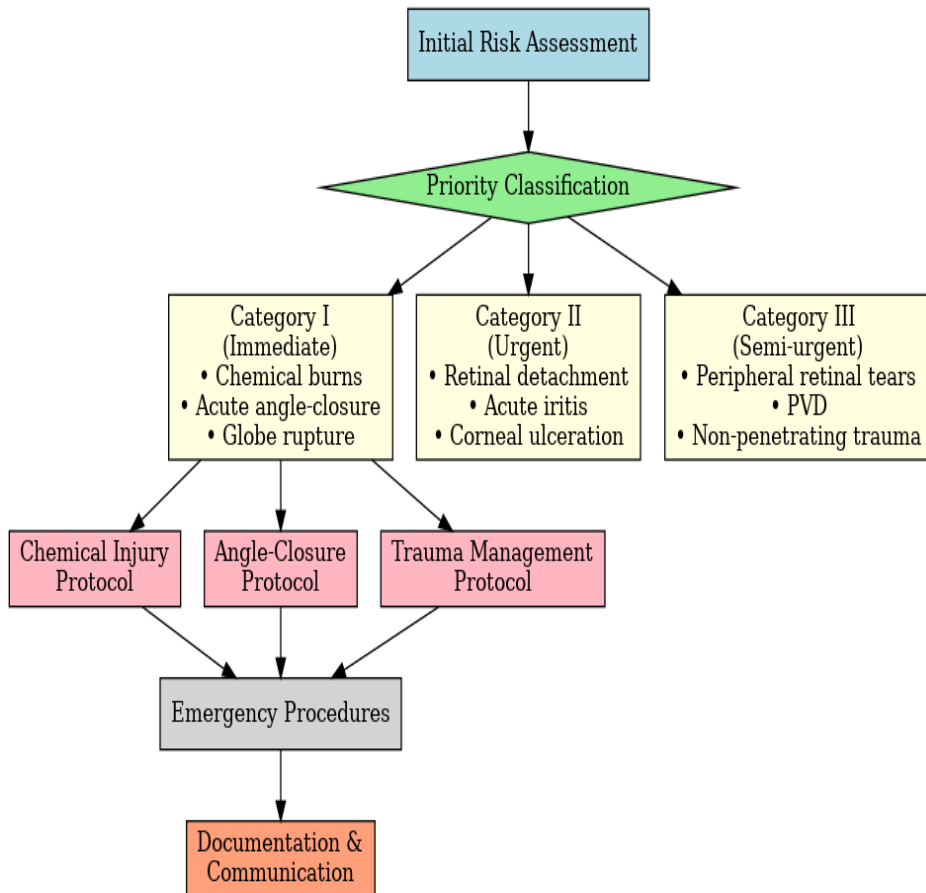 Initial Risk Assessment
Priority Classification
Category I
(Immediate)
• Chemical burns
• Acute angle-closure
• Globe rupture
Category II
(Urgent)
• Retinal detachment
• Acute iritis
• Corneal ulceration
Category III
(Semi-urgent)
• Peripheral retinal tears
• PVD
• Non-penetrating trauma
Chemical Injury
Protocol
Angle-Closure
Protocol
Trauma Management
Protocol
Emergency Procedures
Documentation &
Communication